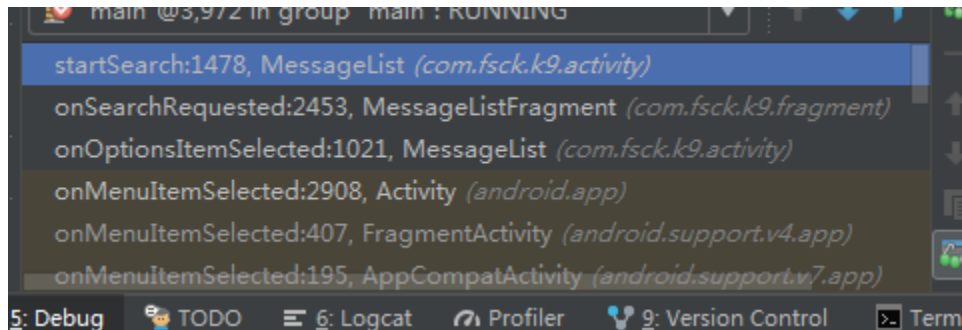 main"@3,972 in group "main": RUNNING
startSearch:1478, MessageList (com.fsck.k9.activity)
onSearchRequested:2453, MessageListFragment (com.fsck.k9.fragment)
onOptionsItemSelected:1021, MessageList (com.fsck.k9.activity)
onMenuItemSelected:2908, Activity (android.app)
onMenuItemSelected:407, FragmentActivity (android.support.v4.app)
onMenuItemSelected:195, AppCompatActivity (android.support.v7.app)
5: Debug TODO 6: Logcat Profiler 9: Version Control Term